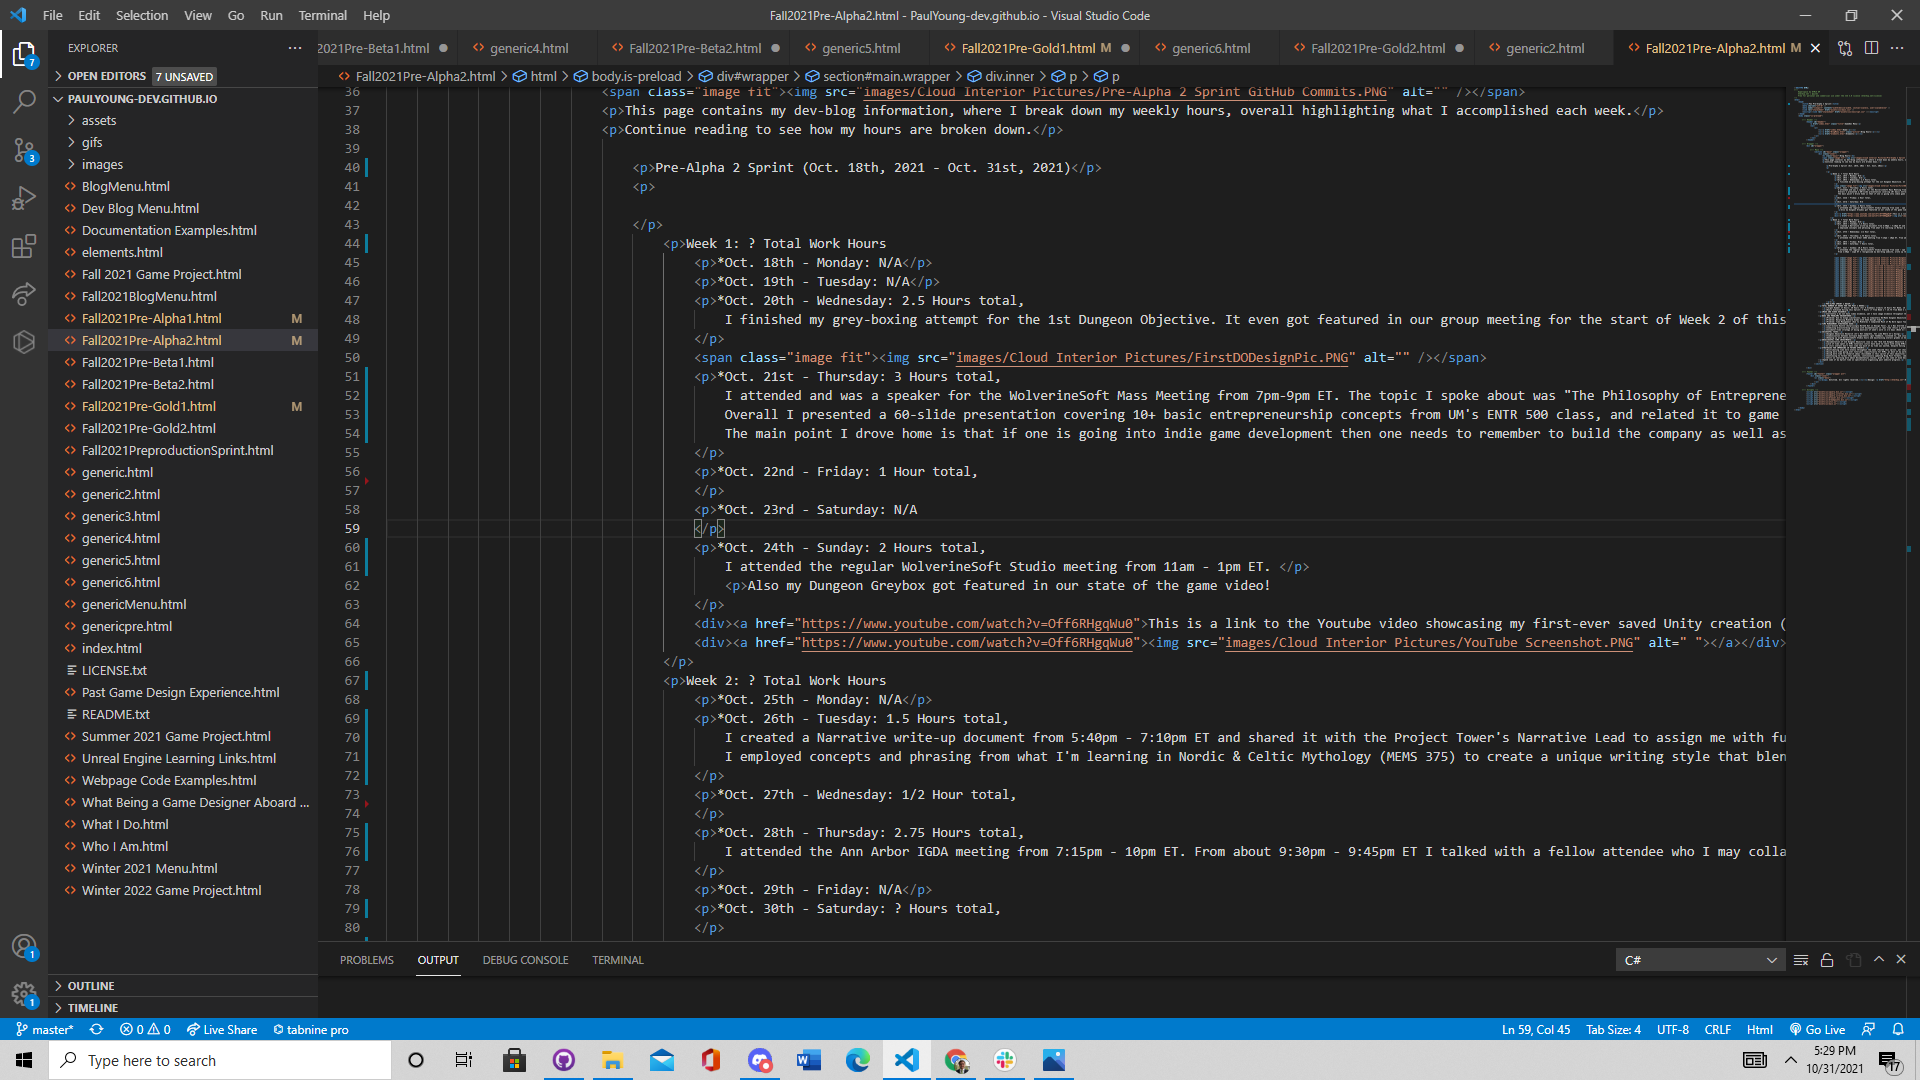 File Edit Selection View Go Run Terminal Help
Fall2021Pre-Alpha2.html - PaulYoung-dev.github.io - Visual Studio Code
EXPLORER
2021Pre-Beta1.html generic4.html Fall2021Pre-Beta2.html generic5.html Fall2021Pre-Gold1.html M generic6.html Fall2021Pre-Gold2.html generic2.html Fall2021Pre-Alpha2.html M
Fall2021Pre-Alpha2.html > html > body.is-preload > div#wrapper > section#main.wrapper > div.inner > p > p
OPEN EDITORS 7 UNSAVED
PAULYOUNG-DEV.GITHUB.IO
assets
gifs
images
BlogMenu.html
Dev Blog Menu.html
Documentation Examples.html
elements.html
Fall 2021 Game Project.html
Fall2021BlogMenu.html
Fall2021Pre-Alpha1.html M
Fall2021Pre-Alpha2.html M
Fall2021Pre-Beta1.html
Fall2021Pre-Beta2.html
Fall2021Pre-Gold1.html M
Fall2021Pre-Gold2.html
Fall2021PreproductionSprint.html
generic.html
generic2.html
generic3.html
generic4.html
generic5.html
generic6.html
genericMenu.html
genericpre.html
index.html
LICENSE.txt
Past Game Design Experience.html
README.txt
Summer 2021 Game Project.html
Unreal Engine Learning Links.html
Webpage Code Examples.html
What Being a Game Designer Aboard ...
What I Do.html
Who I Am.html
Winter 2021 Menu.html
Winter 2022 Game Project.html
OUTLINE
TIMELINE
7
3
1
1
36 <span class="image fit"><img src="images/Cloud Interior Pictures/Pre-Alpha 2 Sprint GitHub Commits.PNG" alt="" /></span>
37 <p>This page contains my dev-blog information, where I break down my weekly hours, overall highlighting what I accomplished each week.</p>
38 <p>Continue reading to see how my hours are broken down.</p>
39
40 <p>Pre-Alpha 2 Sprint (Oct. 18th, 2021 - Oct. 31st, 2021)</p>
41 <p>
42
43 </p>
44 <p>Week 1: ? Total Work Hours
45 <p>*Oct. 18th - Monday: N/A</p>
46 <p>*Oct. 19th - Tuesday: N/A</p>
47 <p>*Oct. 20th - Wednesday: 2.5 Hours total,
48 I finished my grey-boxing attempt for the 1st Dungeon Objective. It even got featured in our group meeting for the start of Week 2 of this
49 </p>
50 <span class="image fit"><img src="images/Cloud Interior Pictures/FirstDODesignPic.PNG" alt="" /></span>
51 <p>*Oct. 21st - Thursday: 3 Hours total,
52 I attended and was a speaker for the WolverineSoft Mass Meeting from 7pm-9pm ET. The topic I spoke about was "The Philosophy of Entreprene
53 Overall I presented a 60-slide presentation covering 10+ basic entrepreneurship concepts from UM's ENTR 500 class, and related it to game
54 The main point I drove home is that if one is going into indie game development then one needs to remember to build the company as well as
55 </p>
56 <p>*Oct. 22nd - Friday: 1 Hour total,
57 </p>
58 <p>*Oct. 23rd - Saturday: N/A
59 </p>
60 <p>*Oct. 24th - Sunday: 2 Hours total,
61 I attended the regular WolverineSoft Studio meeting from 11am - 1pm ET. </p>
62 <p>Also my Dungeon Greybox got featured in our state of the game video!
63 </p>
64 <div><a href="https://www.youtube.com/watch?v=Off6RHgqWu0">This is a link to the Youtube video showcasing my first-ever saved Unity creation (
65 <div><a href="https://www.youtube.com/watch?v=Off6RHgqWu0"><img src="images/Cloud Interior Pictures/YouTube Screenshot.PNG" alt=" "></a></div>
66 </p>
67 <p>Week 2: ? Total Work Hours
68 <p>*Oct. 25th - Monday: N/A</p>
69 <p>*Oct. 26th - Tuesday: 1.5 Hours total,
70 I created a Narrative write-up document from 5:40pm - 7:10pm ET and shared it with the Project Tower's Narrative Lead to assign me with fu
71 I employed concepts and phrasing from what I'm learning in Nordic & Celtic Mythology (MEMS 375) to create a unique writing style that blen
72 </p>
73 <p>*Oct. 27th - Wednesday: 1/2 Hour total,
74 </p>
75 <p>*Oct. 28th - Thursday: 2.75 Hours total,
76 I attended the Ann Arbor IGDA meeting from 7:15pm - 10pm ET. From about 9:30pm - 9:45pm ET I talked with a fellow attendee who I may colla
77 </p>
78 <p>*Oct. 29th - Friday: N/A</p>
79 <p>*Oct. 30th - Saturday: ? Hours total,
80 </p>
PROBLEMS OUTPUT DEBUG CONSOLE TERMINAL
C#
master* 0 0 Live Share tabnine pro
Ln 59, Col 45 Tab Size: 4 UTF-8 CRLF Html Go Live
Type here to search
5:29 PM
10/31/2021
17